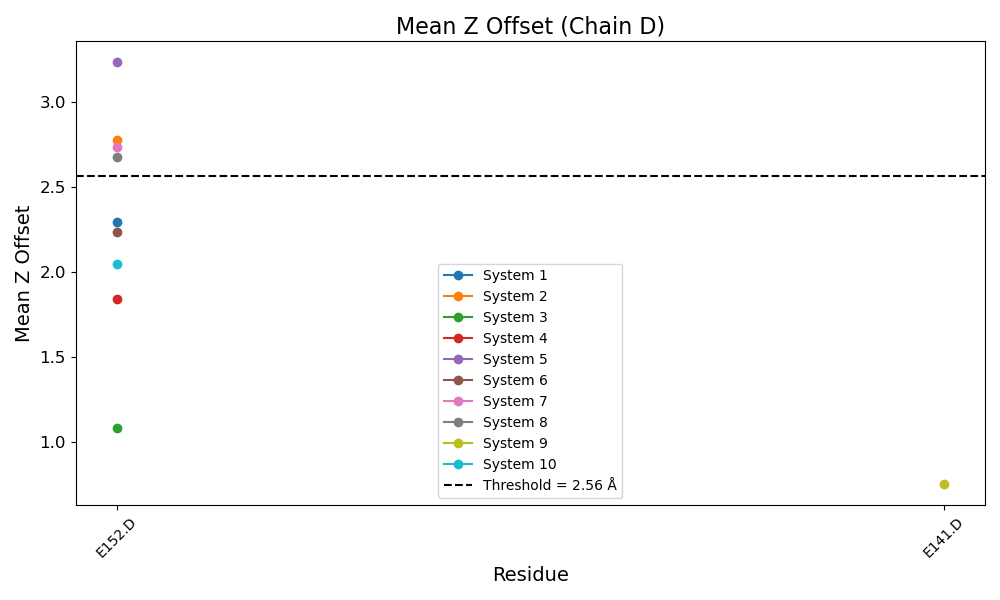 Mean Z Offset (Chain D)
Mean Z Offset
3.0
2.5
2.0
1.5
1.0
System 1
System 2
System 3
System 4
System 5
System 6
System 7
System 8
System 9
System 10
Threshold = 2.56 Å
E152.D
E141.D
Residue